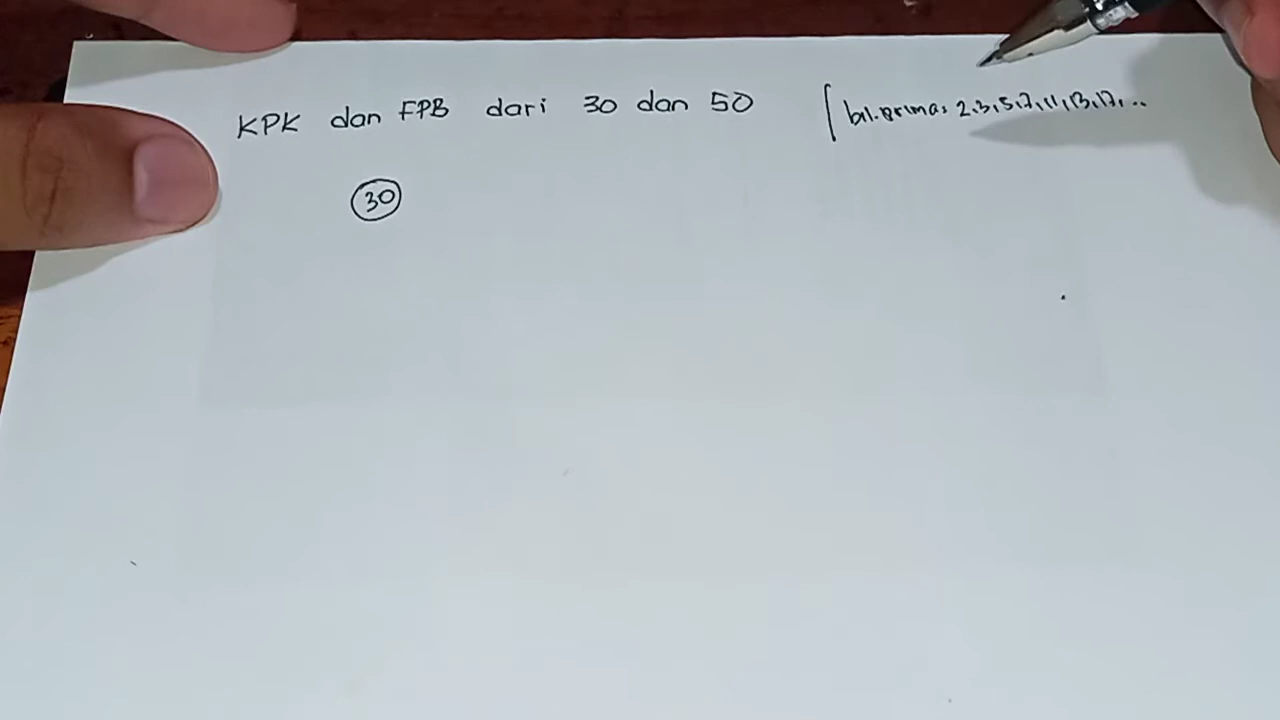 KPK dan FPB dari 30 dan 50
bil. prima, 2,3,5,7,11,13,17,...
30